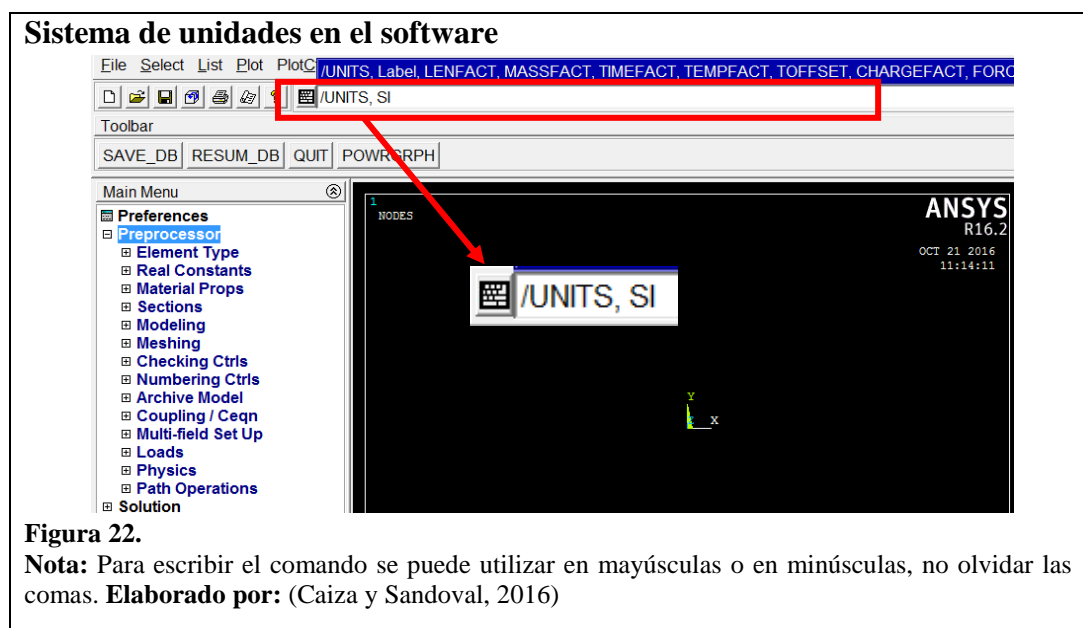 Sistema de unidades en el software
File Select List Plot PlotC /UNITS, Label, LENFACT, MASSFACT, TIMEFACT, TEMPFACT, TOFFSET, CHARGEFACT, FORC
/UNITS, SI
Toolbar
SAVE_DB RESUM_DB QUIT POWRGRPH
Main Menu
1
NODES
ANSYS
R16.2
OCT 21 2016
11:14:11
Preferences
Preprocessor
Element Type
Real Constants
Material Props
Sections
Modeling
Meshing
Checking Ctrls
Numbering Ctrls
Archive Model
Coupling / Ceqn
Multi-field Set Up
Loads
Physics
Path Operations
Solution
/UNITS, SI
Y
X
Figura 22.
Nota: Para escribir el comando se puede utilizar en mayúsculas o en minúsculas, no olvidar las
comas. Elaborado por: (Caiza y Sandoval, 2016)